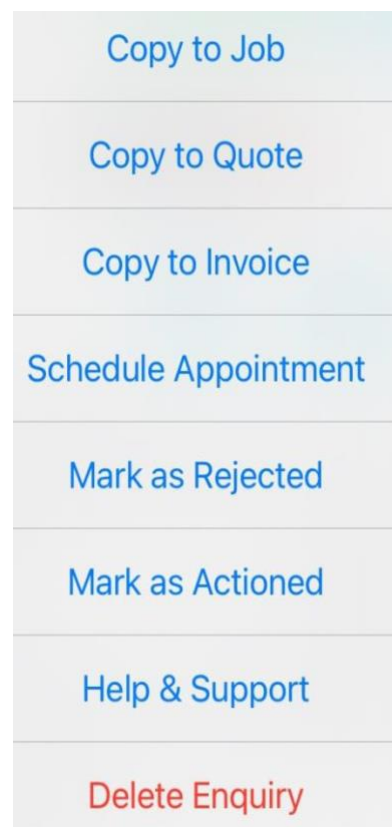 Copy to Job
Copy to Quote
Copy to Invoice
Schedule Appointment
Mark as Rejected
Mark as Actioned
Help & Support
Delete Enquiry